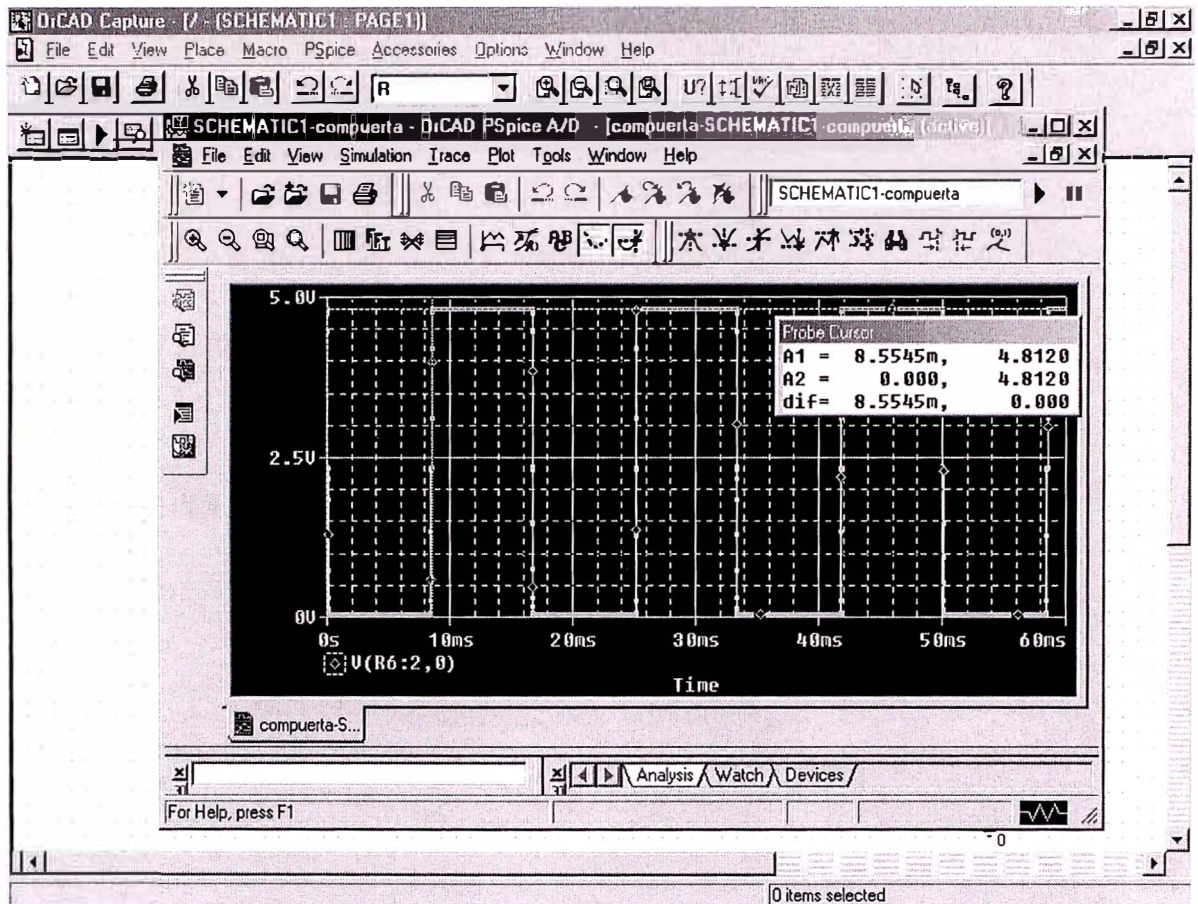 OrCAD Capture - [/ - (SCHEMATIC1 : PAGE1)]
File Edit View Place Macro PSpice Accessories Options Window Help
R
U?
SCHEMATIC1-compuerta - OrCAD PSpice A/D - [compuerta-SCHEMATIC1-compuerta (active)]
File Edit View Simulation Trace Plot Tools Window Help
SCHEMATIC1-compuerta
5.0V
Probe Cursor
A1 = 8.5545m, 4.8120
A2 = 0.000, 4.8120
dif= 8.5545m, 0.000
2.5V
0V
0s 10ms 20ms 30ms 40ms 50ms 60ms
V(R6:2,0)
Time
compuerta-S...
Analysis Watch Devices
For Help, press F1
0
0 items selected